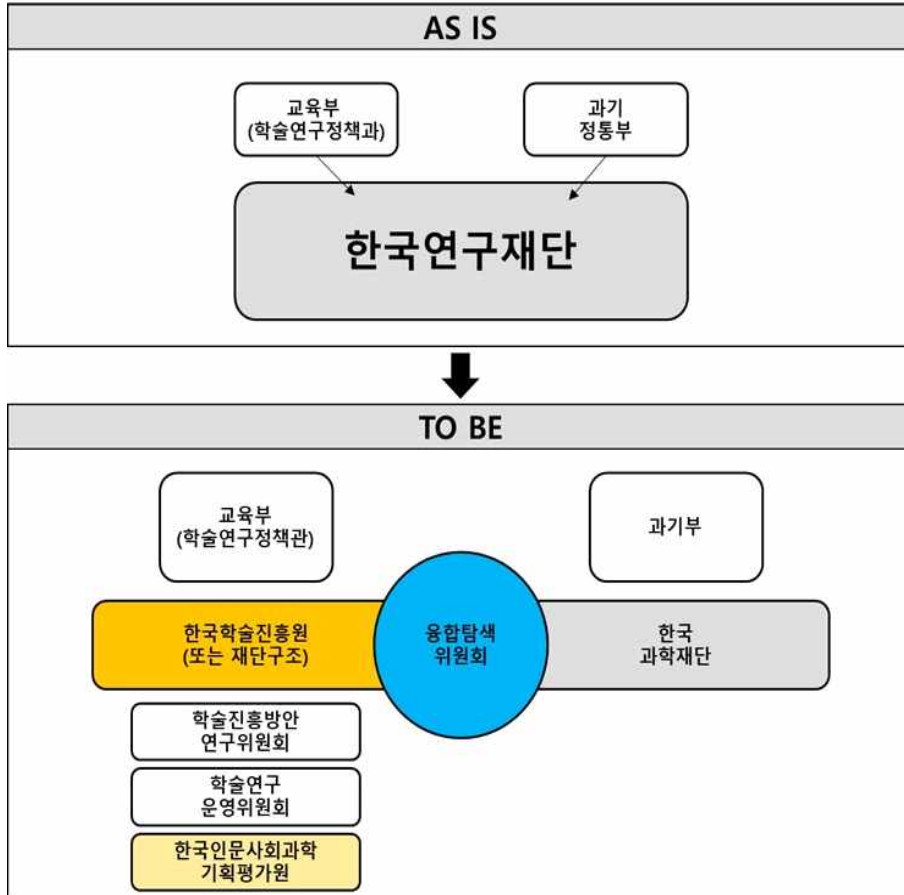 AS IS
교육부
(학술연구정책과)
과기
정통부
한국연구재단
TO BE
교육부
(학술연구정책관)
과기부
한국학술진흥원
(또는 재단구조)
융합탐색
위원회
한국
과학재단
학술진흥방안
연구위원회
학술연구
운영위원회
한국인문사회과학
기획평가원